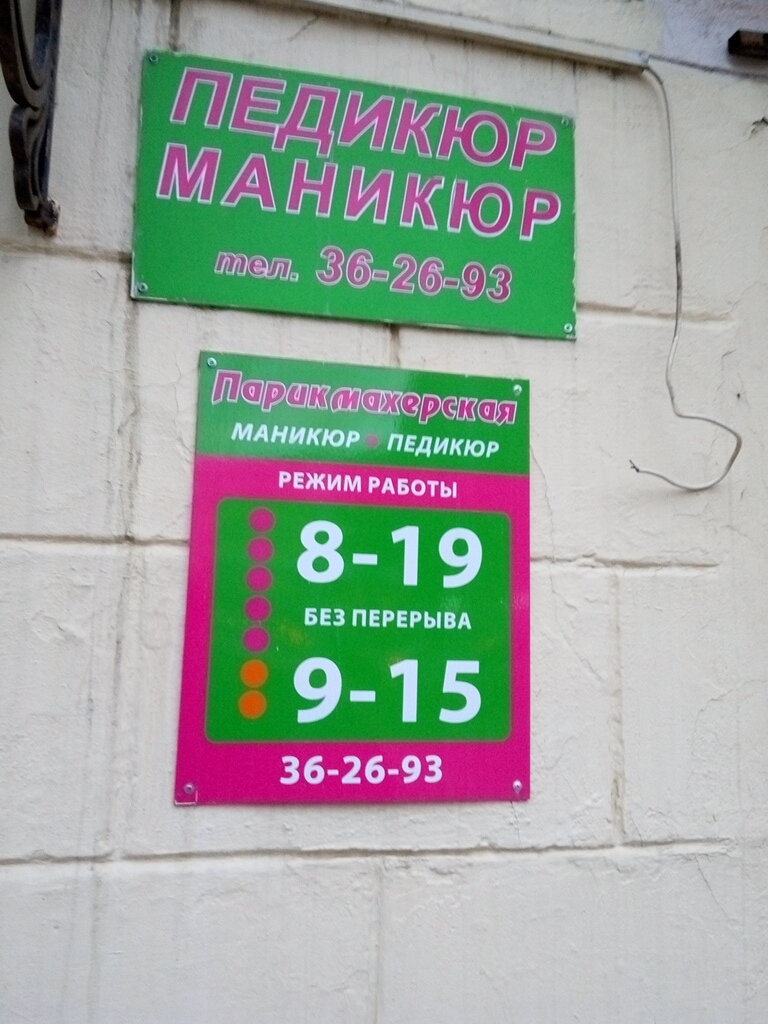 ПЕДИКЮР
МАНИКЮР
тел. 36-26-93
Парикмахерская
МАНИКЮР • ПЕДИКЮР
РЕЖИМ РАБОТЫ
8-19
БЕЗ ПЕРЕРЫВА
9-15
36-26-93